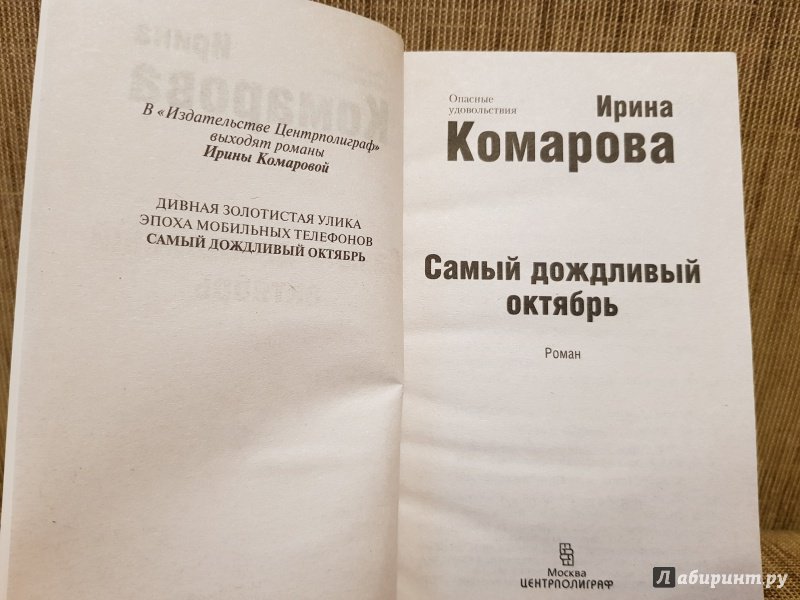 В «Издательстве Центрполиграф»
выходят романы
Ирины Комаровой
ДИВНАЯ ЗОЛОТИСТАЯ УЛИКА
ЭПОХА МОБИЛЬНЫХ ТЕЛЕФОНОВ
САМЫЙ ДОЖДЛИВЫЙ ОКТЯБРЬ
Опасные
удовольствия
Ирина
Комарова
Самый дождливый
октябрь
Роман
Москва
ЦЕНТРПОЛИГРАФ
Лабиринт.ру